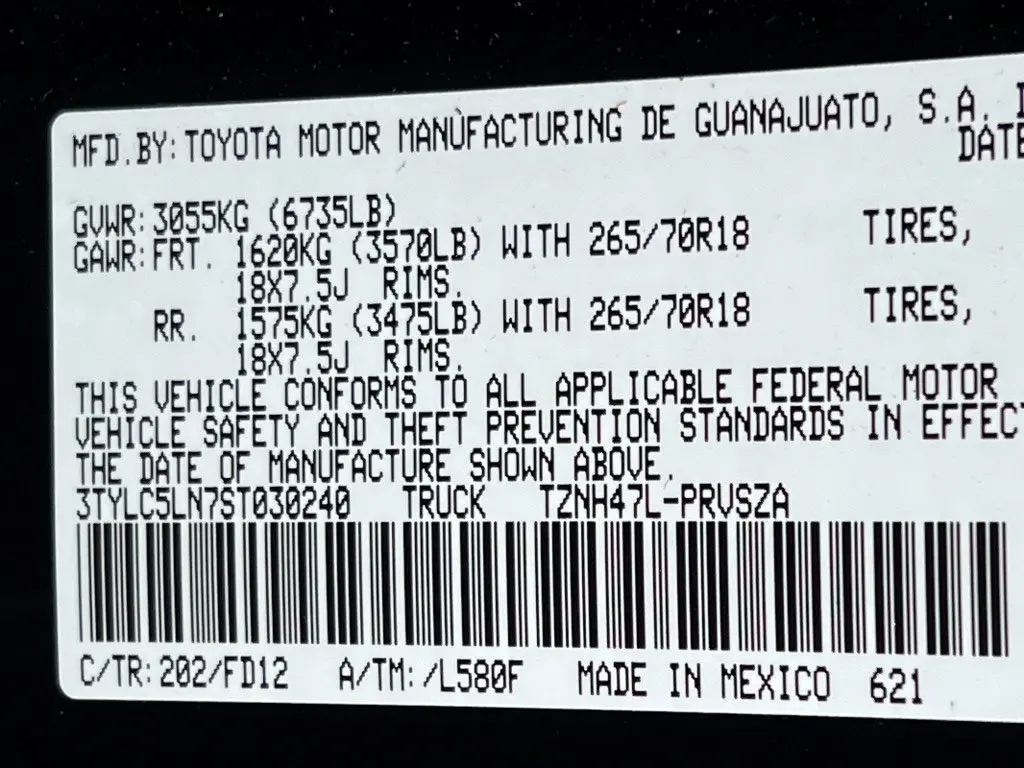 MFD.BY:TOYOTA MOTOR MANUFACTURING DE GUANAJUATO, S.A.
DATE
GVWR:3055KG (6735LB)
GAWR:FRT. 1620KG (3570LB) WITH 265/70R18 TIRES,
18X7.5J RIMS.
RR. 1575KG (3475LB) WITH 265/70R18 TIRES,
18X7.5J RIMS.
THIS VEHICLE CONFORMS TO ALL APPLICABLE FEDERAL MOTOR
VEHICLE SAFETY AND THEFT PREVENTION STANDARDS IN EFFECT
THE DATE OF MANUFACTURE SHOWN ABOVE.
3TYLC5LN7ST030240 TRUCK TZNH47L-PRVSZA
C/TR:202/FD12 A/TM:/L580F MADE IN MEXICO 621